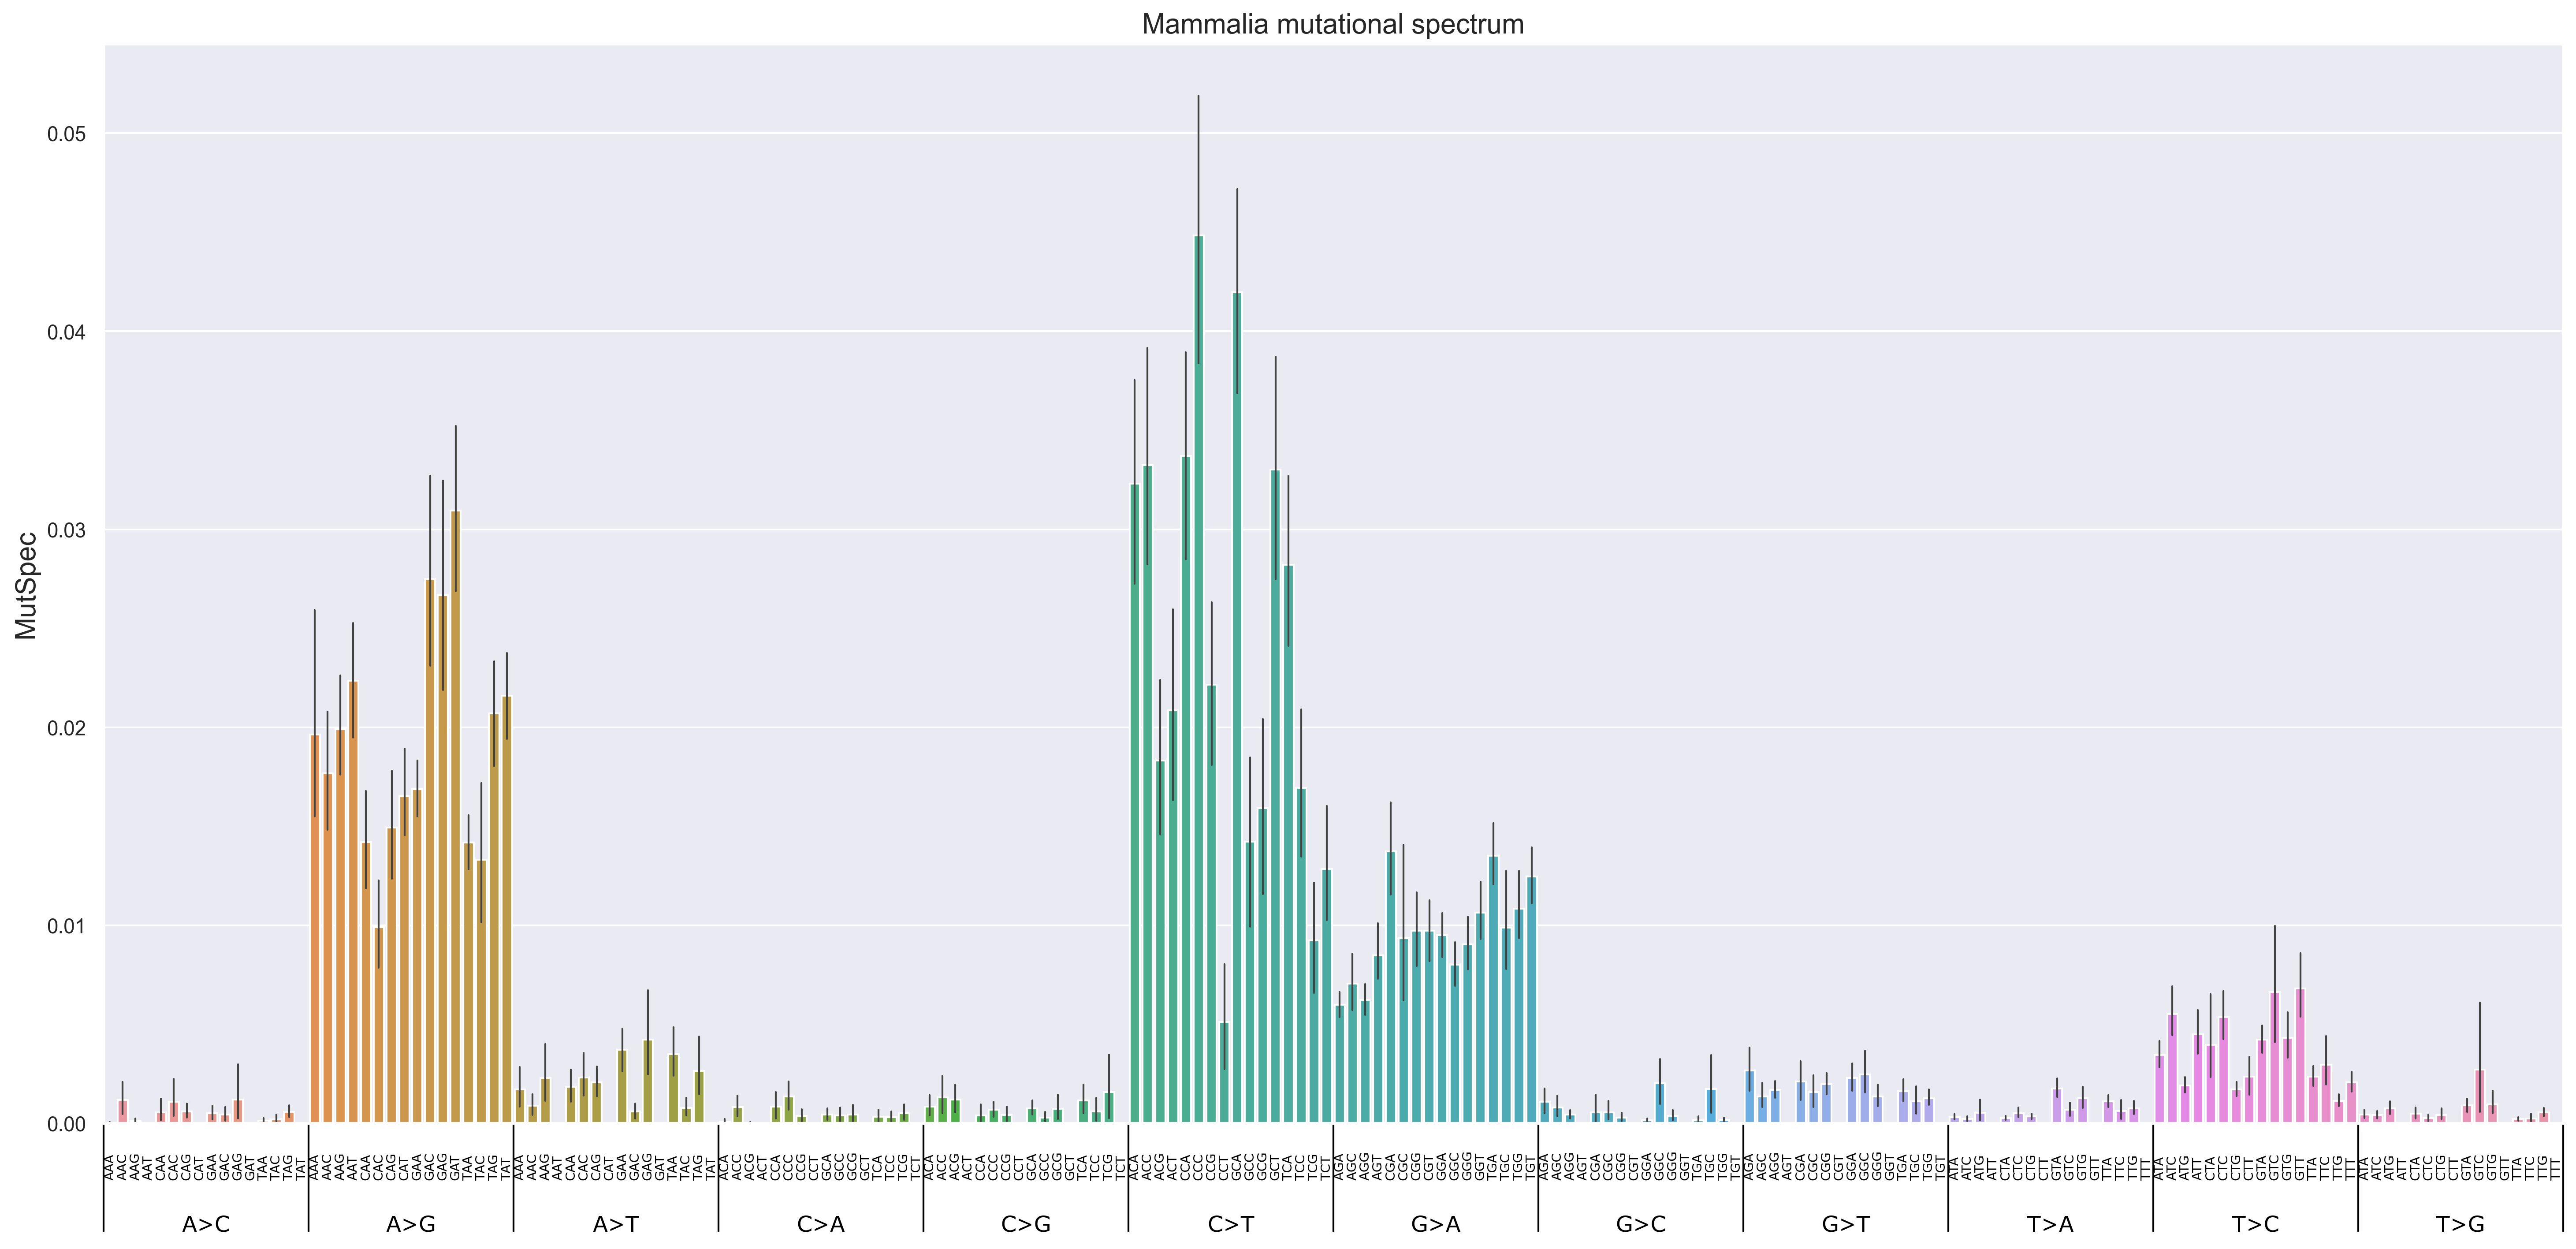 Mammalia mutational spectrum
MutSpec
0.05
0.04
0.03
0.02
0.01
0.00
AAA AAC AAG AAT CAA CAC CAG CAT GAA GAC GAG GAT TAA TAC TAG TAT AAA AAC AAG AAT CAA CAC CAG CAT GAA GAC GAG GAT TAA TAC TAG TAT AAA AAC AAG AAT CAA CAC CAG CAT GAA GAC GAG GAT TAA TAC TAG TAT ACA ACC ACG ACT CCA CCC CCG CCT GCA GCC GCG GCT TCA TCC TCG TCT ACA ACC ACG ACT CCA CCC CCG CCT GCA GCC GCG GCT TCA TCC TCG TCT ACA ACC ACG ACT CCA CCC CCG CCT GCA GCC GCG GCT TCA TCC TCG TCT AGA AGC AGG AGT CGA CGC CGG CGT GGA GGC GGG GGT TGA TGC TGG TGT AGA AGC AGG AGT CGA CGC CGG CGT GGA GGC GGG GGT TGA TGC TGG TGT AGA AGC AGG AGT CGA CGC CGG CGT GGA GGC GGG GGT TGA TGC TGG TGT ATA ATC ATG ATT CTA CTC CTG CTT GTA GTC GTG GTT TTA TTC TTG TTT ATA ATC ATG ATT CTA CTC CTG CTT GTA GTC GTG GTT TTA TTC TTG TTT ATA ATC ATG ATT CTA CTC CTG CTT GTA GTC GTG GTT TTA TTC TTG TTT
A>C A>G A>T C>A C>G C>T G>A G>C G>T T>A T>C T>G